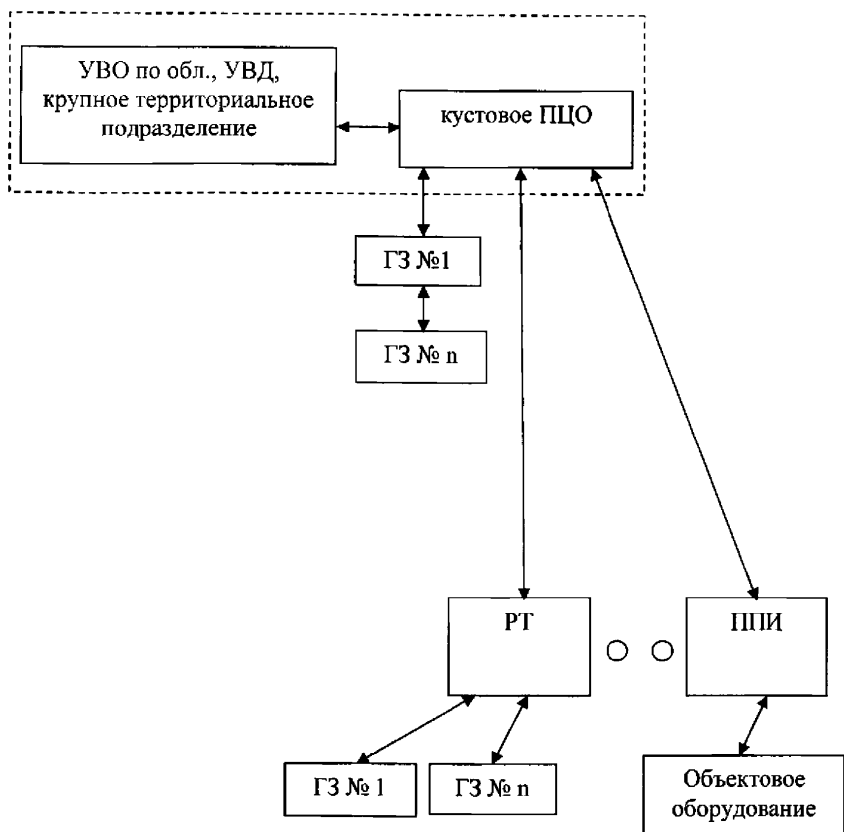 УВО по обл., УВД,
крупное территориальное
подразделение
кустовое ПЦО
ГЗ №1
ГЗ № n
РТ
ППИ
ГЗ № 1
ГЗ № n
Объектовое
оборудование